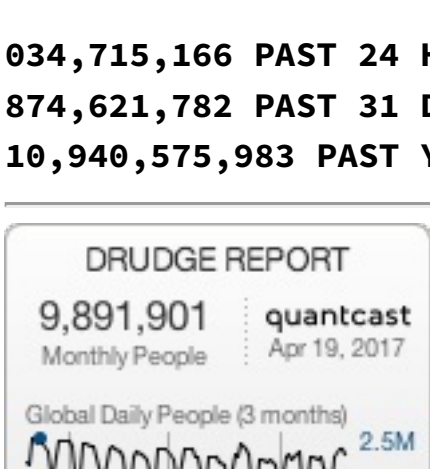 034,715,166 PAST 24 H
874,621,782 PAST 31 D
10,940,575,983 PAST Y
DRUDGE REPORT
9,891,901
Monthly People
quantcast
Apr 19, 2017
Global Daily People (3 months)
2.5M